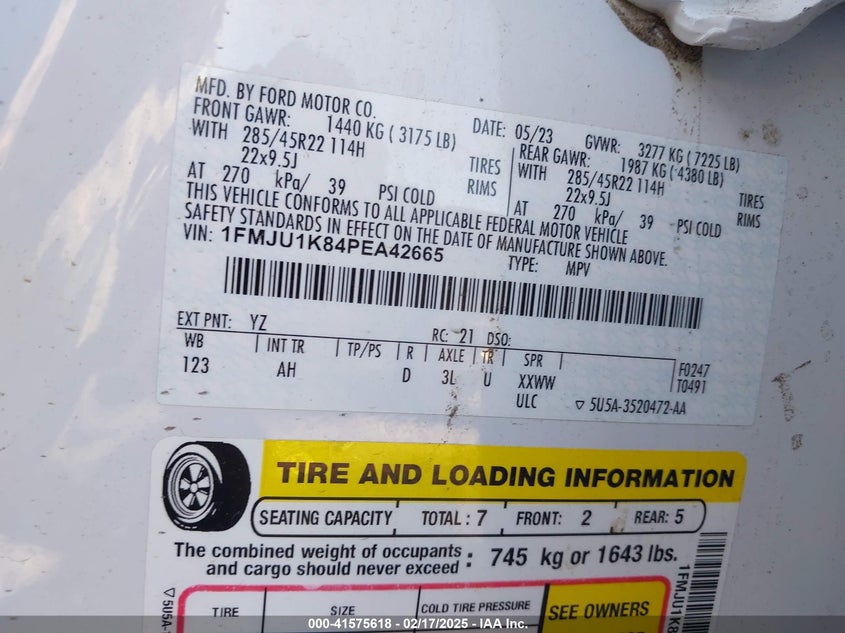 MFD. BY FORD MOTOR CO.
DATE: 05/23 GVWR: 3277 KG ( 7225 LB)
FRONT GAWR: 1440 KG ( 3175 LB)
WITH 285/45R22 114H TIRES
22x9.5J RIMS
AT 270 kPa/ 39 PSI COLD
REAR GAWR: 1987 KG ( 4380 LB)
WITH 285/45R22 114H TIRES
22x9.5J RIMS
AT 270 kPa/ 39 PSI COLD
THIS VEHICLE CONFORMS TO ALL APPLICABLE FEDERAL MOTOR VEHICLE
SAFETY STANDARDS IN EFFECT ON THE DATE OF MANUFACTURE SHOWN ABOVE.
VIN: 1FMJU1K84PEA42665
TYPE: MPV
EXT PNT: YZ RC: 21 DSO:
WB INT TR TP/PS R AXLE TR SPR
123 AH D 3L U XXWW
ULC
F0247
T0491
▽ 5U5A-3520472-AA
TIRE AND LOADING INFORMATION
SEATING CAPACITY TOTAL : 7 FRONT: 2 REAR: 5
The combined weight of occupants
and cargo should never exceed : 745 kg or 1643 lbs.
TIRE SIZE COLD TIRE PRESSURE SEE OWNERS
▽ 5U5A-
1FMJU1K8
000-41575618 - 02/17/2025 - IAA Inc.